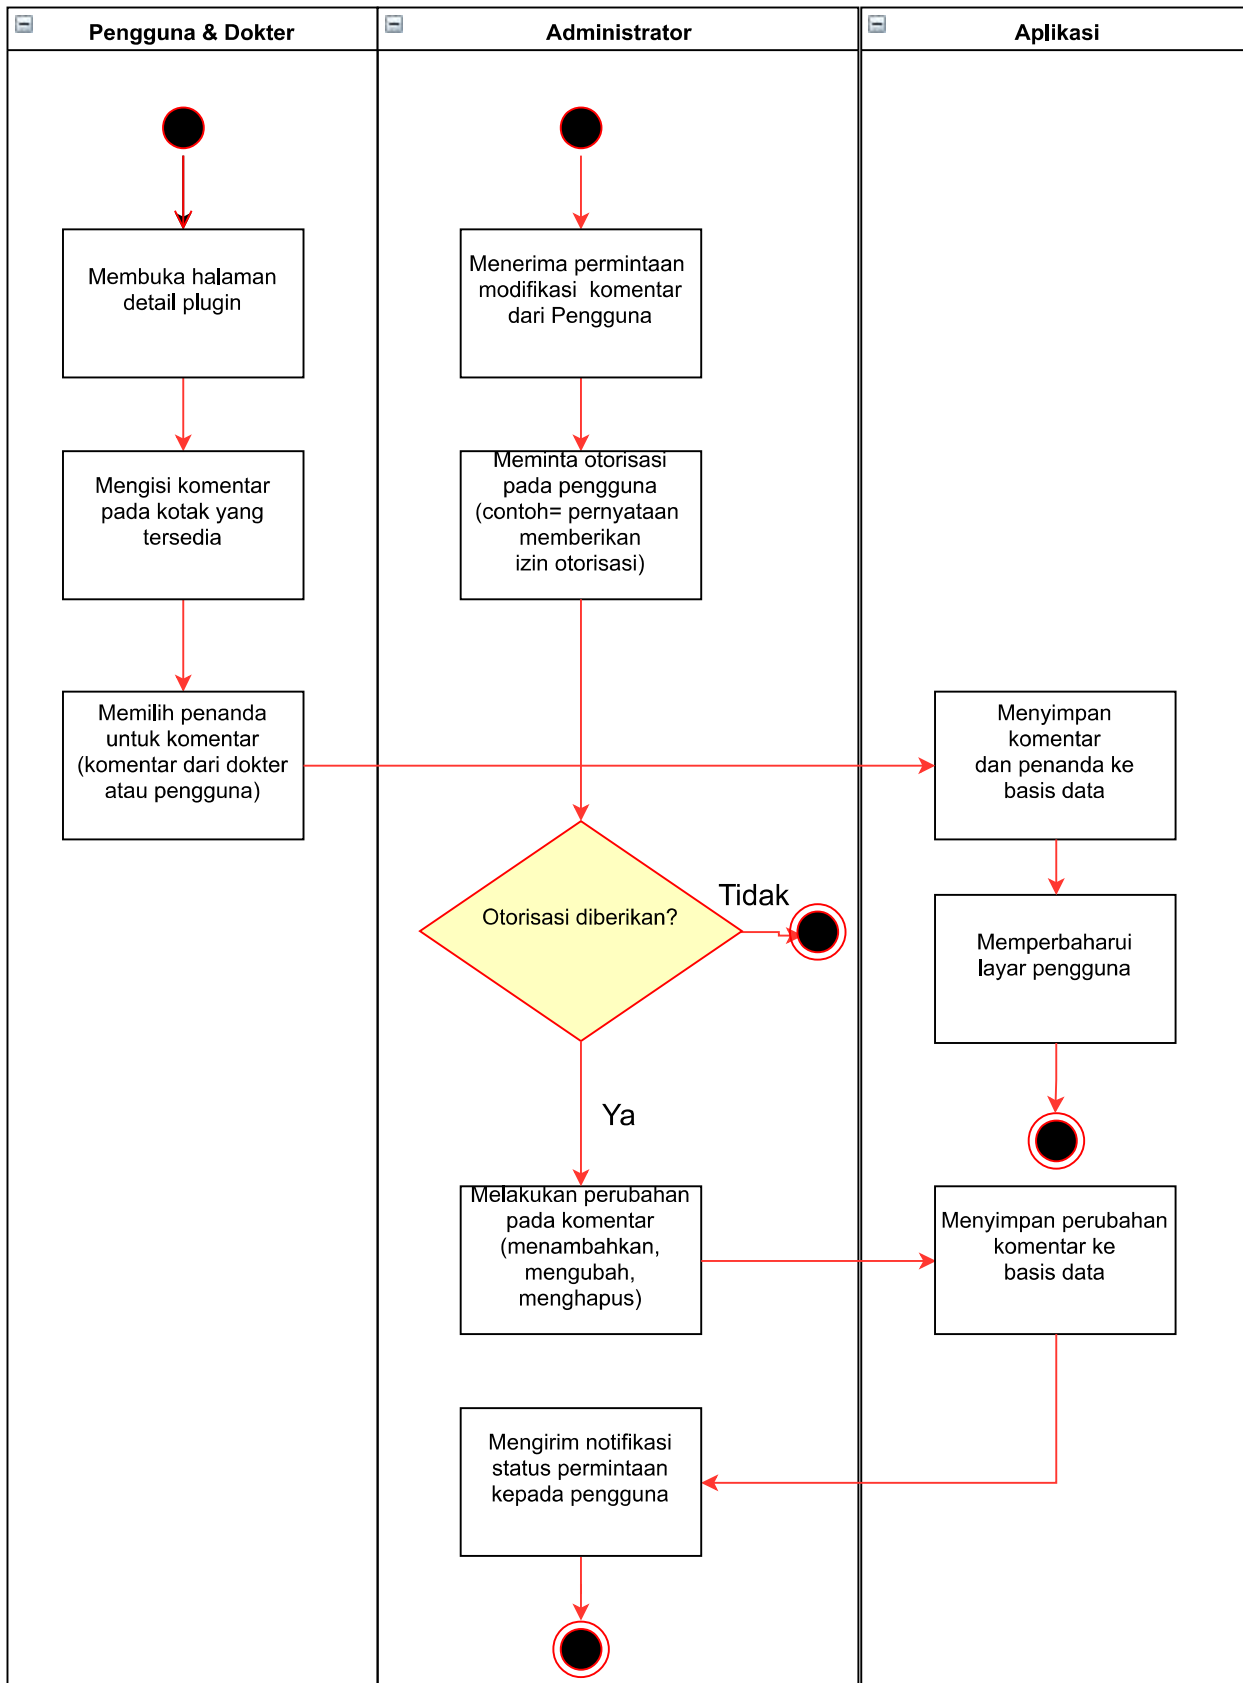 Pengguna & Dokter
Administrator
Aplikasi
Membuka halaman
detail plugin
Menerima permintaan
modifikasi komentar
dari Pengguna
Mengisi komentar
pada kotak yang
tersedia
Meminta otorisasi
pada pengguna
(contoh= pernyataan
memberikan
izin otorisasi)
Memilih penanda
untuk komentar
(komentar dari dokter
atau pengguna)
Menyimpan
komentar
dan penanda ke
basis data
Otorisasi diberikan?
Tidak
Memperbaharui
layar pengguna
Ya
Melakukan perubahan
pada komentar
(menambahkan,
mengubah,
menghapus)
Menyimpan perubahan
komentar ke
basis data
Mengirim notifikasi
status permintaan
kepada pengguna